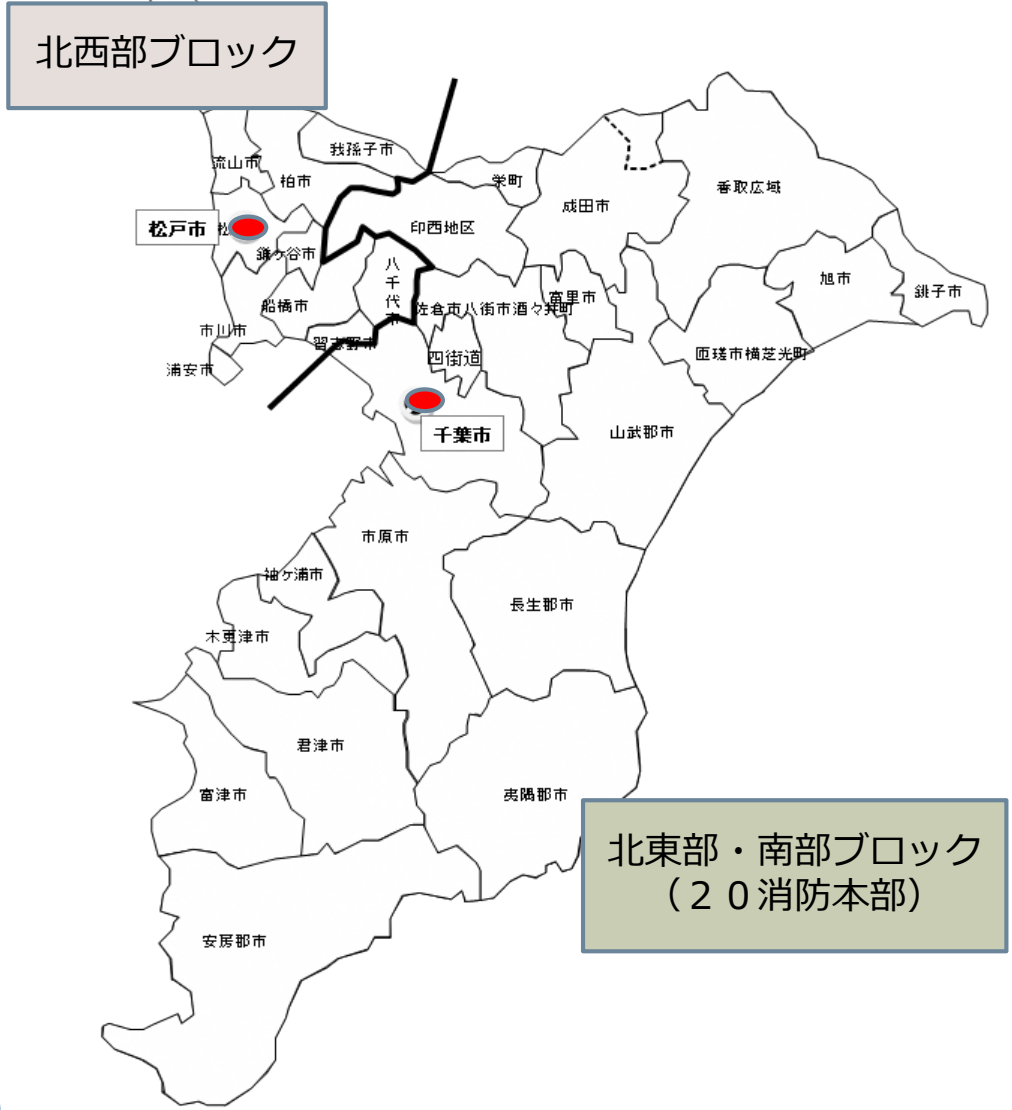 北西部ブロック
我孫子市
流山市
柏市
栄町
香取広域
成田市
松戸市
印西地区
鎌ヶ谷市
八千代市
旭市
銚子市
富里市
船橋市
佐倉市八街市酒々井町
市川市
習志野市
四街道
匝瑳市横芝光町
浦安市
千葉市
山武郡市
市原市
袖ヶ浦市
長生郡市
木更津市
君津市
富津市
夷隅郡市
北東部・南部ブロック
（２０消防本部）
安房郡市